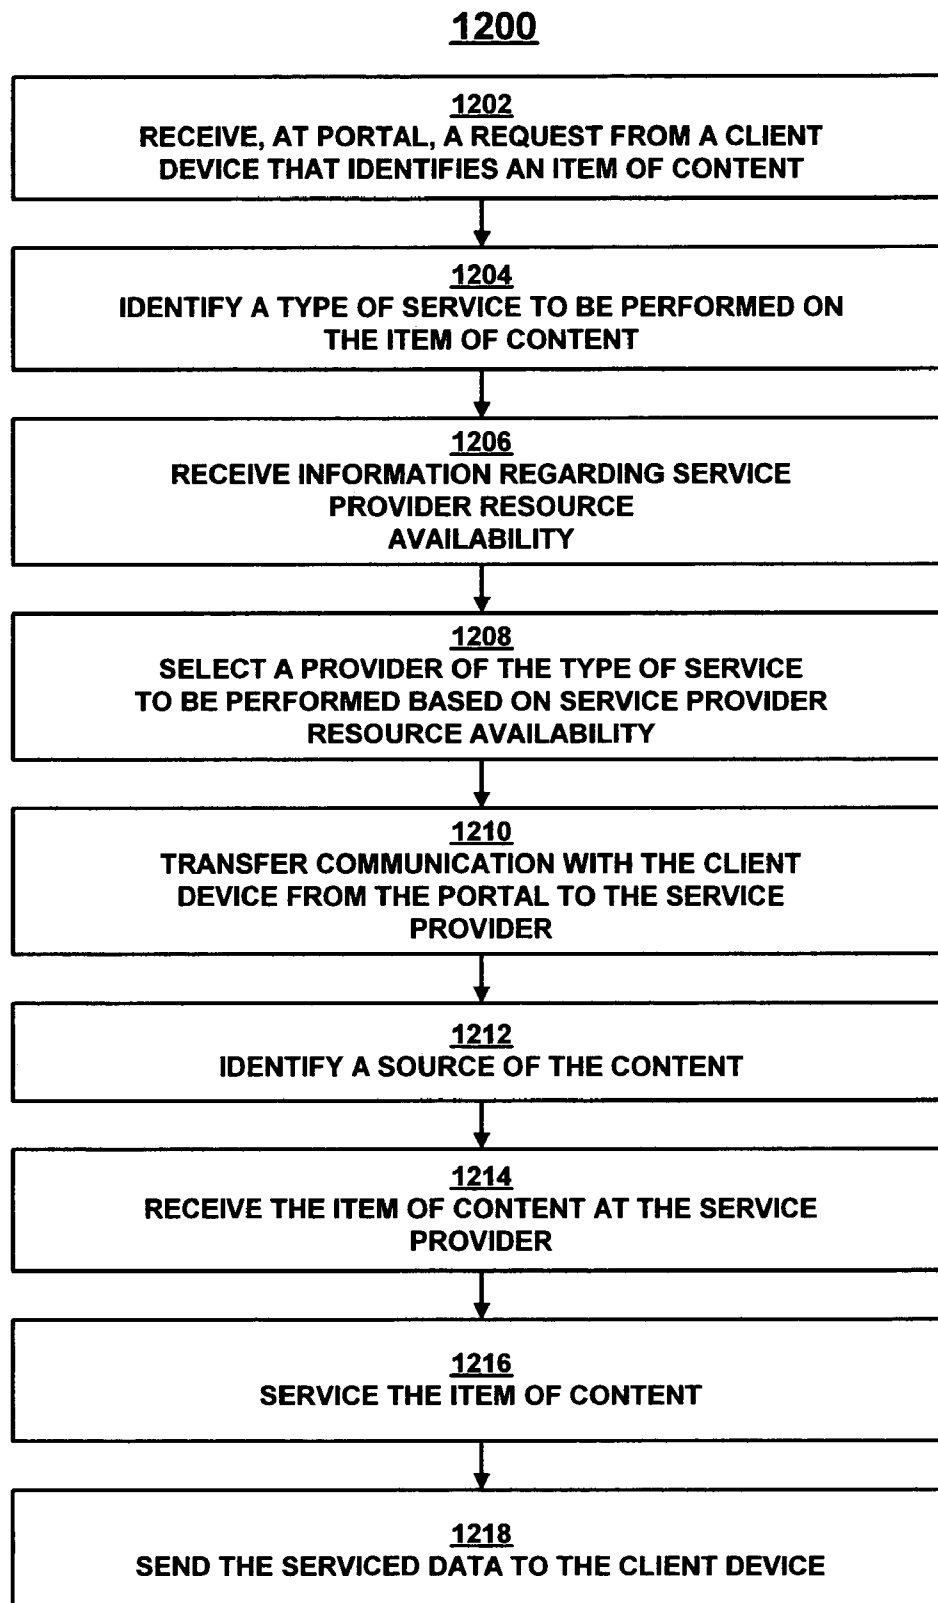 1200
1202
RECEIVE, AT PORTAL, A REQUEST FROM A CLIENT
DEVICE THAT IDENTIFIES AN ITEM OF CONTENT
1204
IDENTIFY A TYPE OF SERVICE TO BE PERFORMED ON
THE ITEM OF CONTENT
1206
RECEIVE INFORMATION REGARDING SERVICE
PROVIDER RESOURCE
AVAILABILITY
1208
SELECT A PROVIDER OF THE TYPE OF SERVICE
TO BE PERFORMED BASED ON SERVICE PROVIDER
RESOURCE AVAILABILITY
1210
TRANSFER COMMUNICATION WITH THE CLIENT
DEVICE FROM THE PORTAL TO THE SERVICE
PROVIDER
1212
IDENTIFY A SOURCE OF THE CONTENT
1214
RECEIVE THE ITEM OF CONTENT AT THE SERVICE
PROVIDER
1216
SERVICE THE ITEM OF CONTENT
1218
SEND THE SERVICED DATA TO THE CLIENT DEVICE